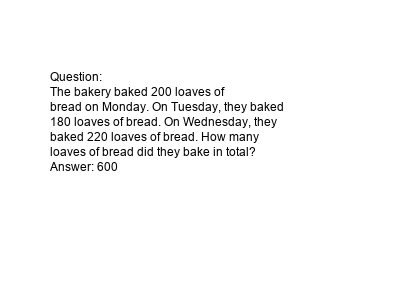 Question:
The bakery baked 200 loaves of
bread on Monday. On Tuesday, they baked
180 loaves of bread. On Wednesday, they
baked 220 loaves of bread. How many
loaves of bread did they bake in total?
Answer: 600